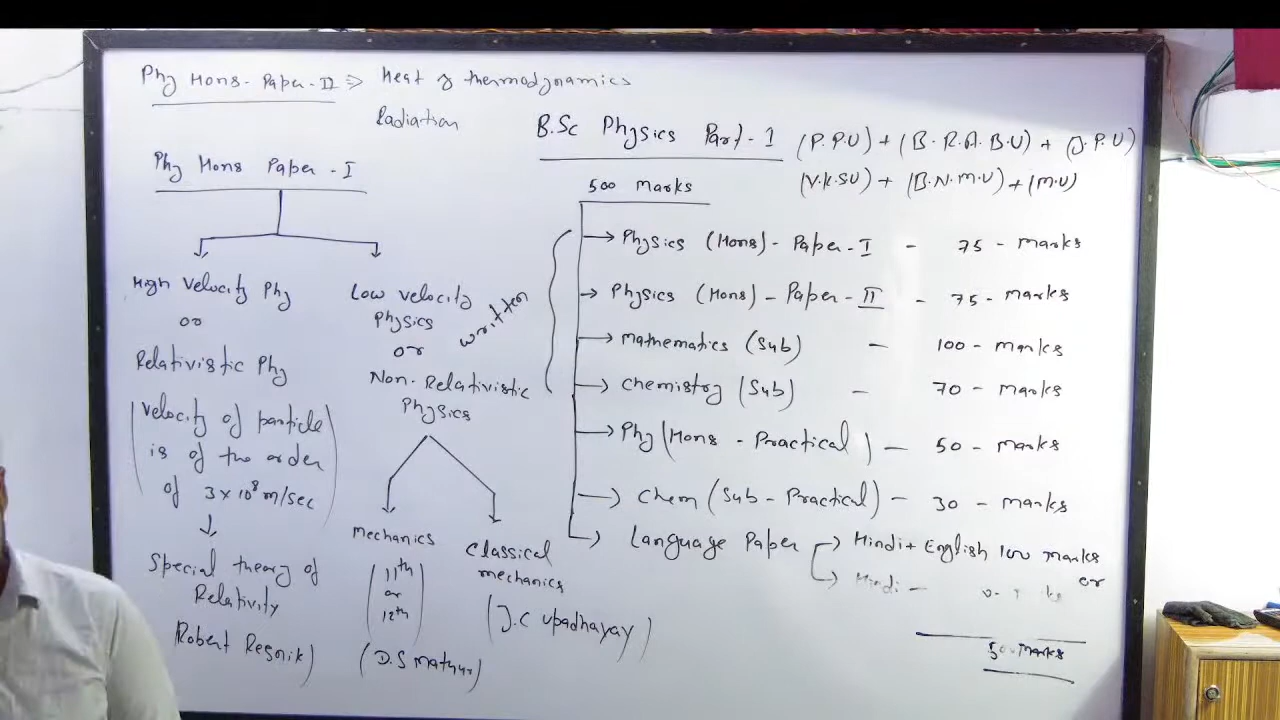 Phy Hons- Paper-II ⇒ Heat & thermodynamics
Radiation
Phy Hons Paper - I
High velocity Phy
or
Relativistic Phy
(velocity of particle
is of the order
of 3×10⁸ m/sec)
Special theory of
Relativity
Robert Resnik)
Low velocity
Physics
or
Non-Relativistic
Physics
Mechanics
(11th
or
12th)
(D.S Mathur)
Classical
mechanics
(J.C Upadhayay)
written
B.Sc Physics Part-1 (P.P.U) + (B.R.A.B.U) + (J.P.U)
(V.K.SU) + (B.N.M.U) + (M.U)
500 Marks
Physics (Hons)- Paper-I - 75 - Marks
Physics (Hons) - Paper-II - 75 - Marks
Mathematics (Sub) - 100 - Marks
Chemistry (Sub) - 70 - Marks
Phy (Hons - Practical) - 50 - Marks
Chem (Sub - Practical) - 30 - Marks
Language Paper → Hindi + English 100 marks
or
Hindi -
500 Marks